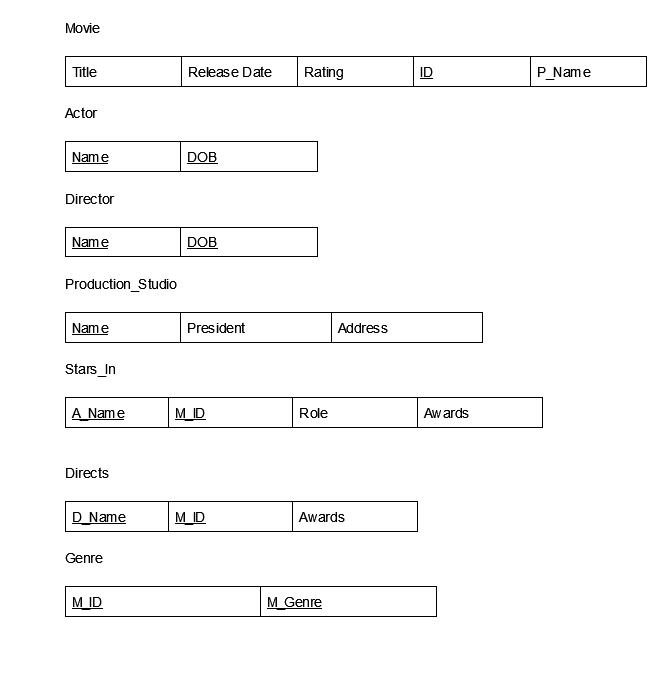 Movie
Title Release Date Rating ID P_Name
Actor
Name DOB
Director
Name DOB
Production_Studio
Name President Address
Stars_In
A_Name M_ID Role Awards
Directs
D_Name M_ID Awards
Genre
M_ID M_Genre